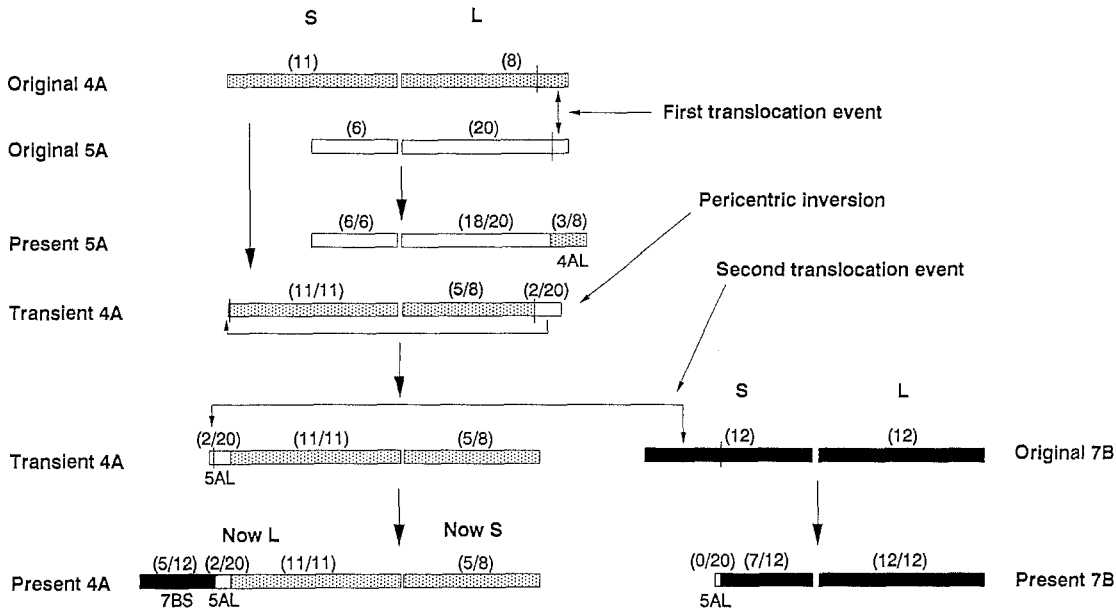 S L
(11) (8)
Original 4A
First translocation event
(6) (20)
Original 5A
Pericentric inversion
(6/6) (18/20) (3/8)
Present 5A
4AL
Second translocation event
(11/11) (5/8) (2/20)
Transient 4A
S L
(2/20) (11/11) (5/8) (12) (12)
Transient 4A Original 7B
5AL
Now L Now S
(5/12) (2/20) (11/11) (5/8) (0/20) (7/12) (12/12)
Present 4A Present 7B
7BS 5AL 5AL